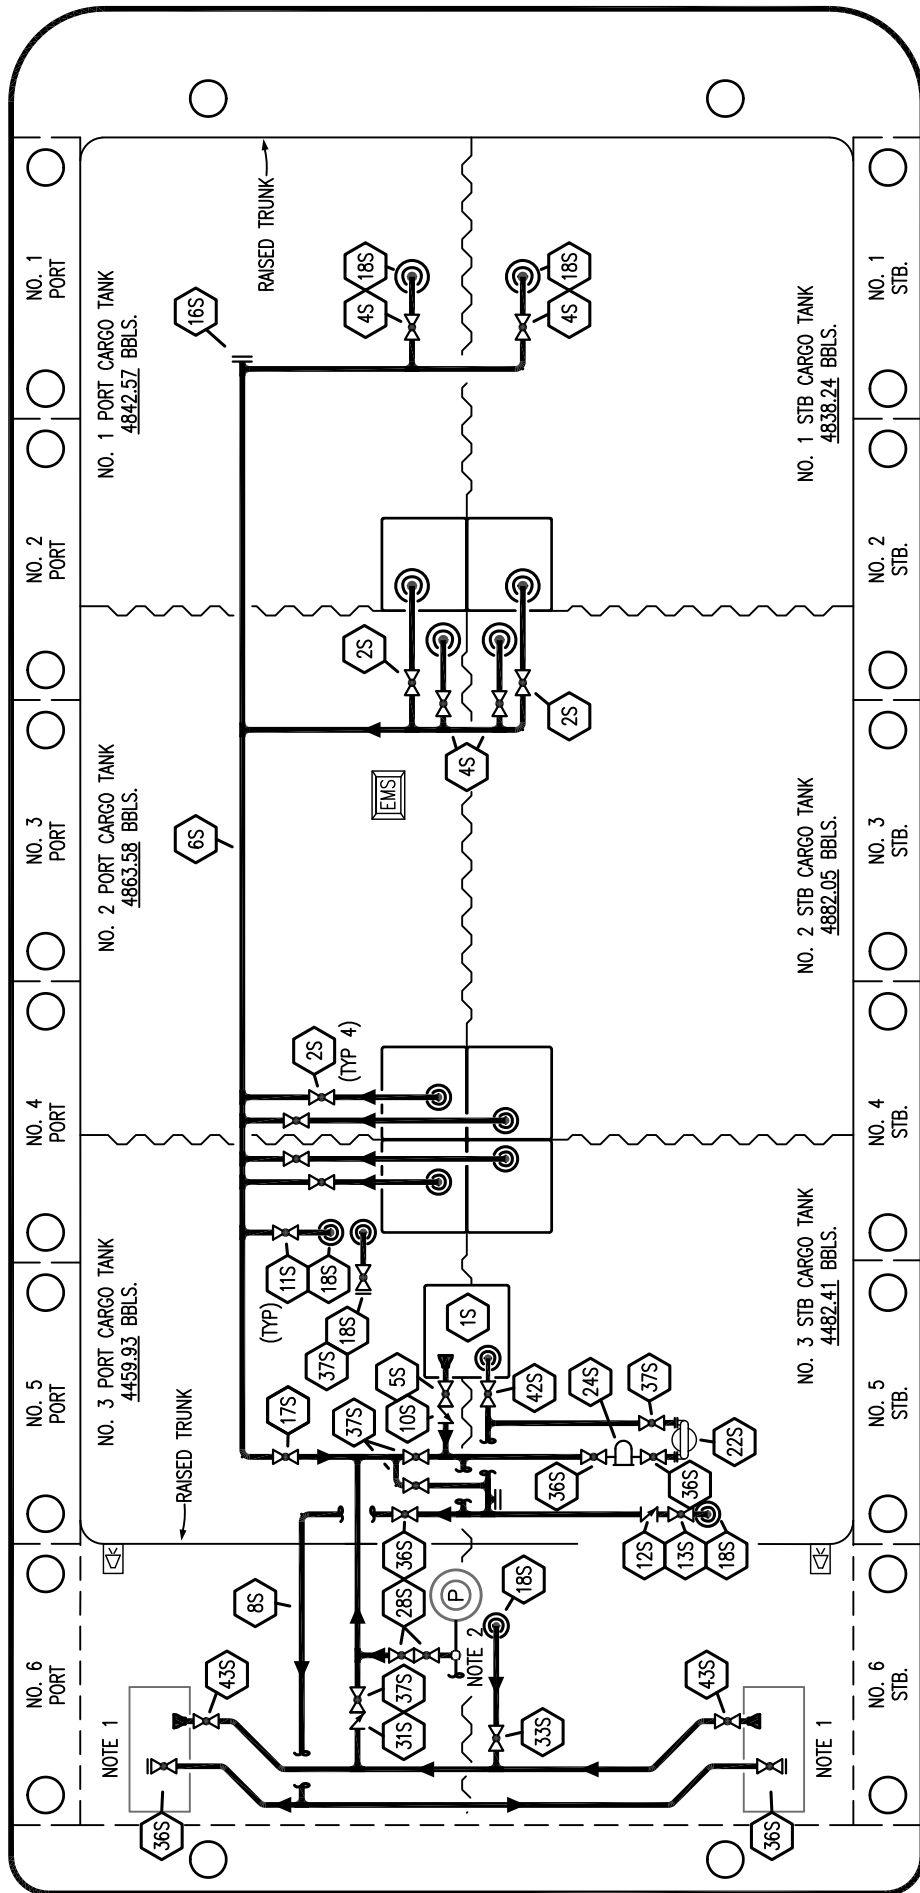 NO. 1
PORT
NO. 2
PORT
NO. 3
PORT
NO. 4
PORT
NO. 5
PORT
NO. 6
PORT
RAISED TRUNK
NO. 1 PORT CARGO TANK
4842.57 BBLS.
16S
18S
4S
18S
4S
NO. 1 STB CARGO TANK
4838.24 BBLS.
2S
2S
4S
EMS
NO. 2 PORT CARGO TANK
4863.58 BBLS.
6S
NO. 2 STB CARGO TANK
4882.05 BBLS.
2S
(TYP 4)
NO. 3 PORT CARGO TANK
4459.93 BBLS.
(TYP)
11S
18S
37S
18S
1S
NO. 3 STB CARGO TANK
4482.41 BBLS.
RAISED TRUNK
17S
37S
5S
10S
42S
24S
37S
22S
36S
36S
36S
12S
13S
18S
8S
28S
P
NOTE 2
18S
37S
31S
33S
43S
NOTE 1
36S
43S
NOTE 1
36S
NO. 1
STB.
NO. 2
STB.
NO. 3
STB.
NO. 4
STB.
NO. 5
STB.
NO. 6
STB.